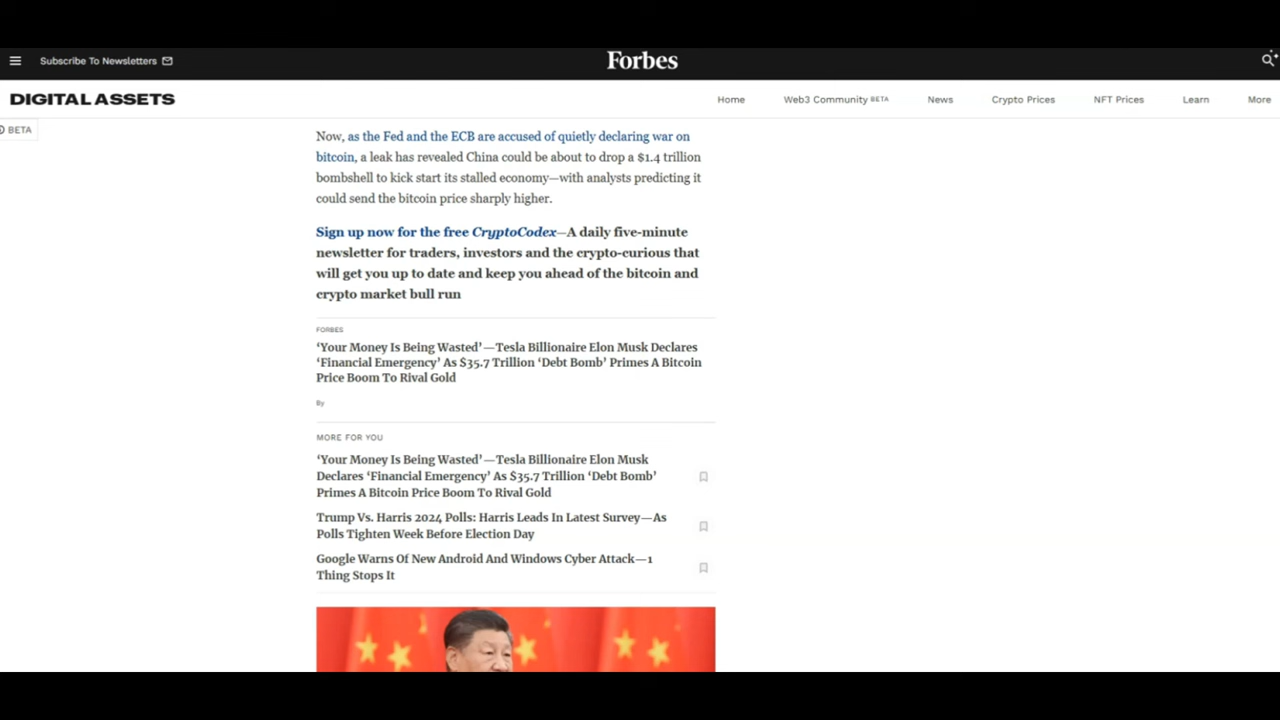 Subscribe To Newsletters
Forbes
DIGITAL ASSETS
Home
Web3 Community BETA
News
Crypto Prices
NFT Prices
Learn
More
BETA
Now, as the Fed and the ECB are accused of quietly declaring war on
bitcoin, a leak has revealed China could be about to drop a $1.4 trillion
bombshell to kick start its stalled economy—with analysts predicting it
could send the bitcoin price sharply higher.
Sign up now for the free CryptoCodex—A daily five-minute
newsletter for traders, investors and the crypto-curious that
will get you up to date and keep you ahead of the bitcoin and
crypto market bull run
FORBES
‘Your Money Is Being Wasted’—Tesla Billionaire Elon Musk Declares
‘Financial Emergency’ As $35.7 Trillion ‘Debt Bomb’ Primes A Bitcoin
Price Boom To Rival Gold
By
MORE FOR YOU
‘Your Money Is Being Wasted’—Tesla Billionaire Elon Musk
Declares ‘Financial Emergency’ As $35.7 Trillion ‘Debt Bomb’
Primes A Bitcoin Price Boom To Rival Gold
Trump Vs. Harris 2024 Polls: Harris Leads In Latest Survey—As
Polls Tighten Week Before Election Day
Google Warns Of New Android And Windows Cyber Attack—1
Thing Stops It